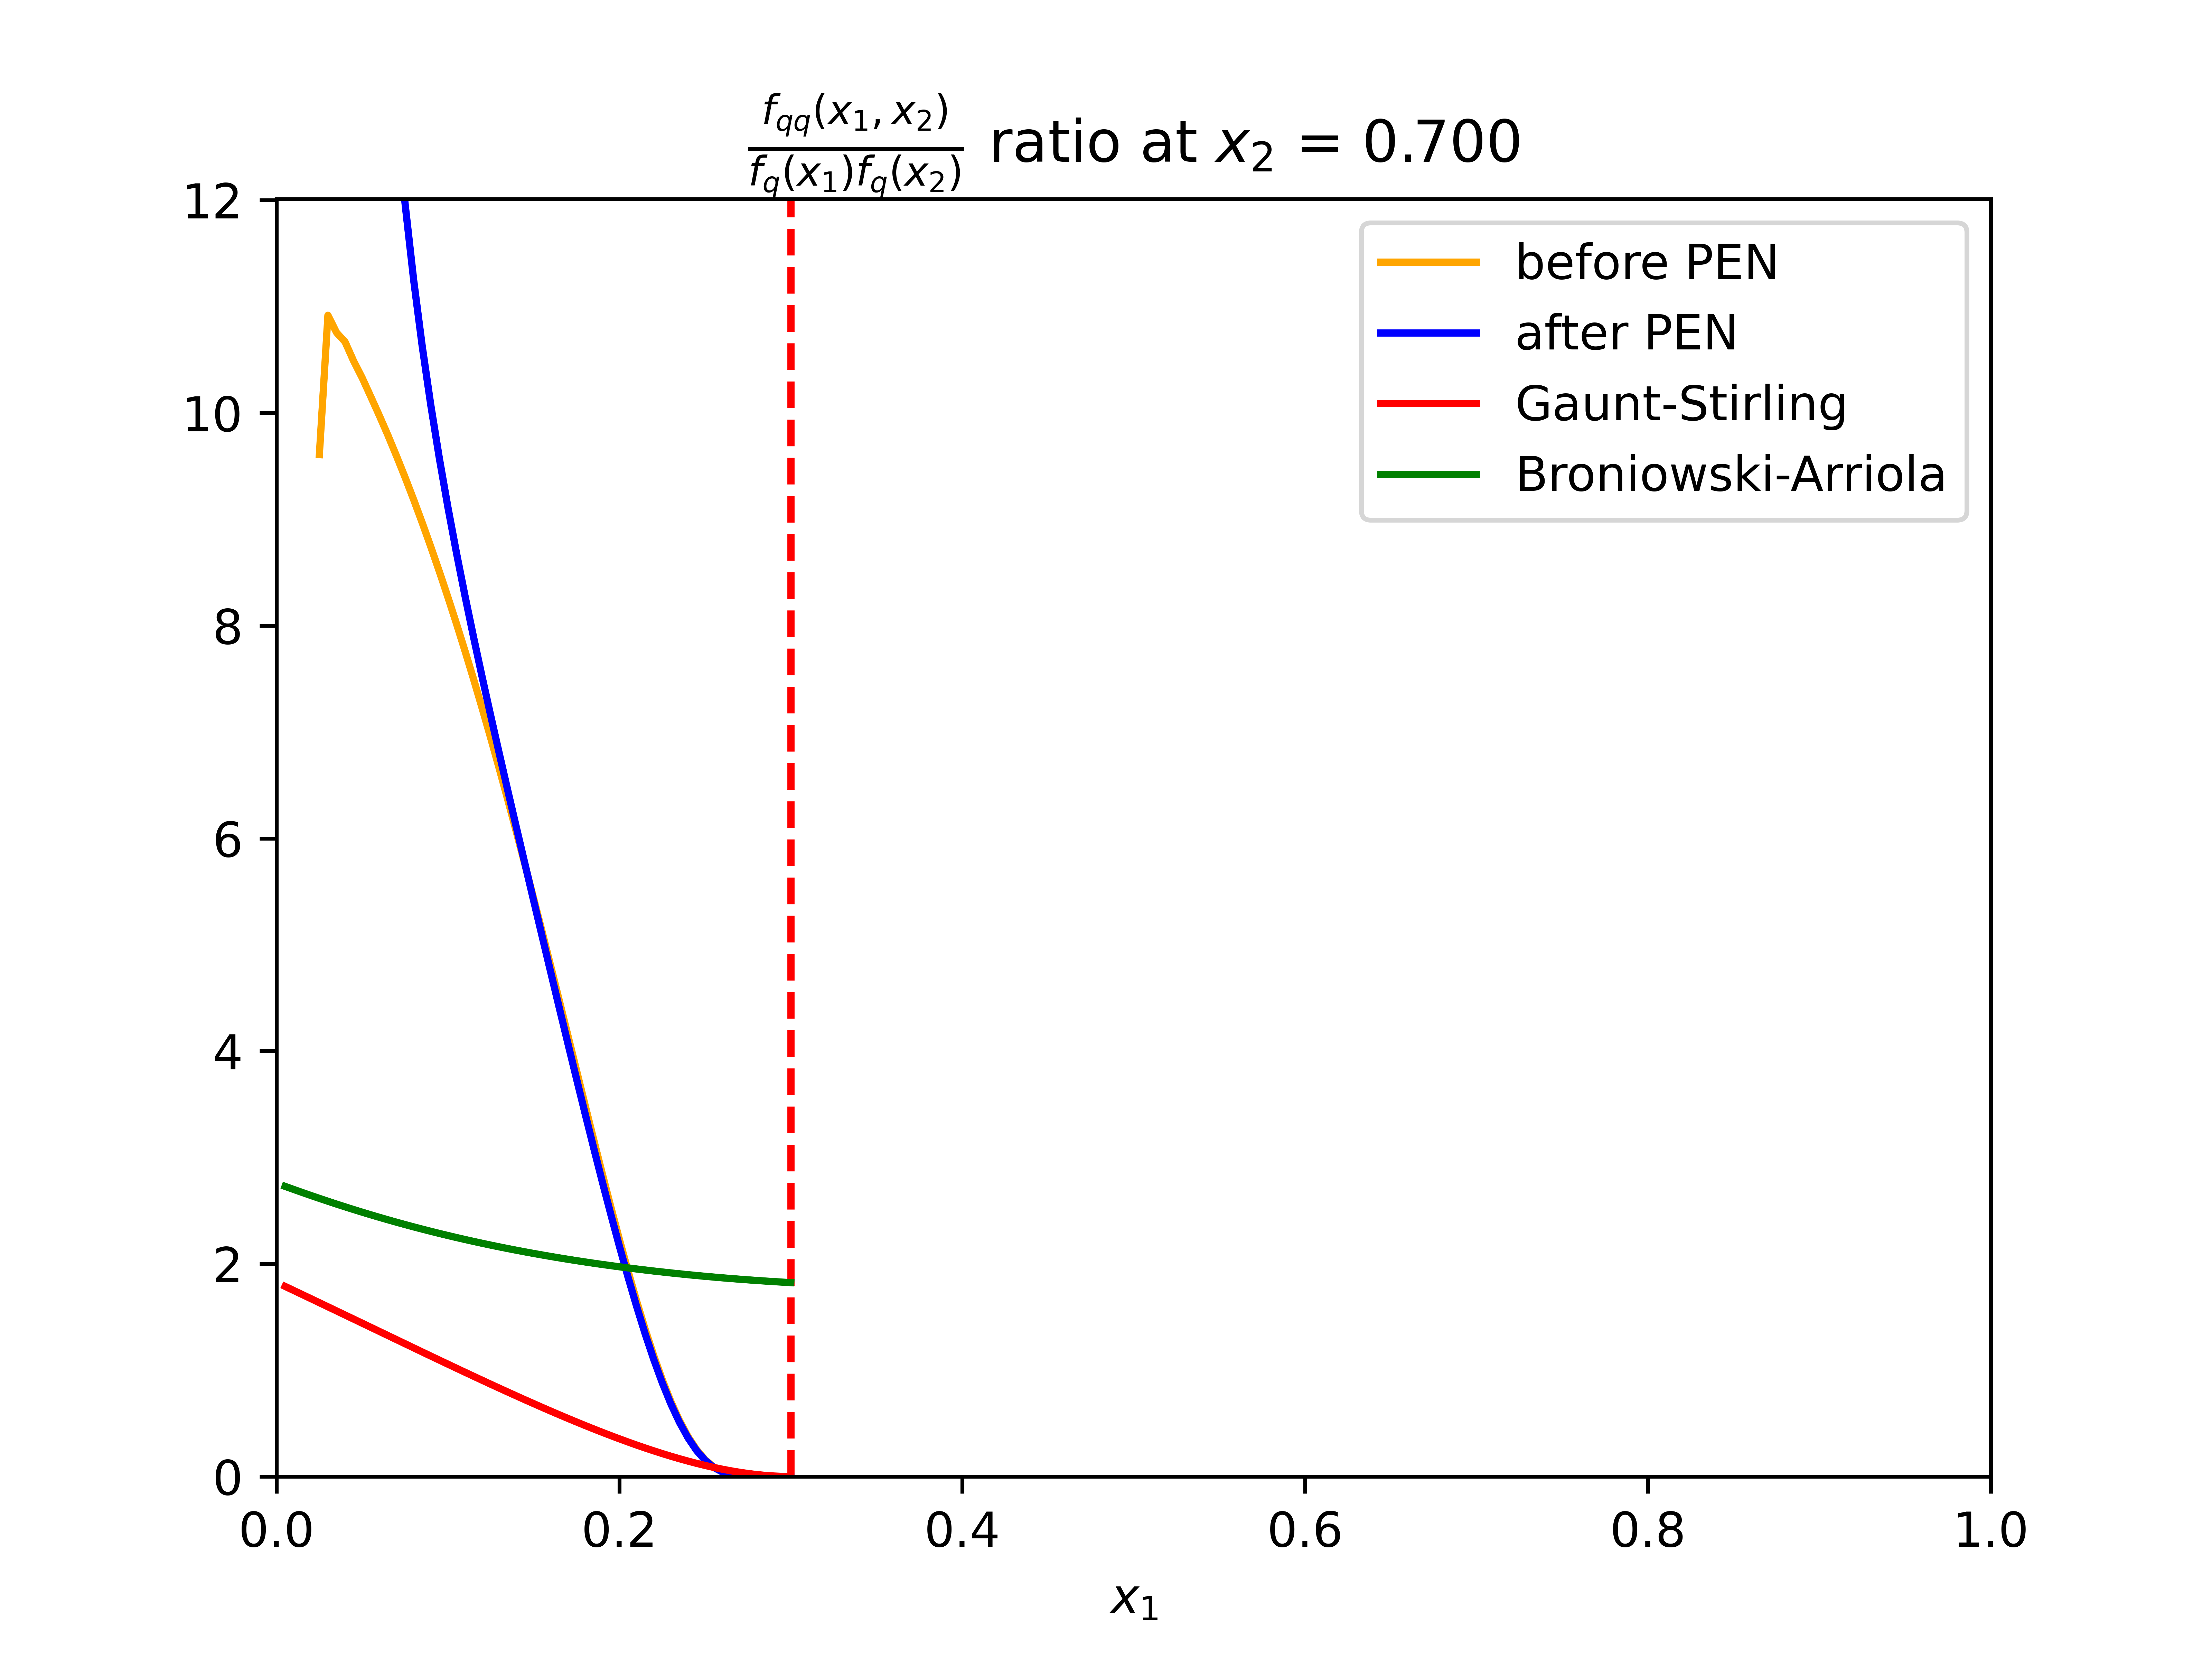 f_qq(x_1, x_2)
f_q(x_1)f_q(x_2)
ratio at x_2 = 0.700
12
10
8
6
4
2
0
before PEN
after PEN
Gaunt-Stirling
Broniowski-Arriola
0.0 0.2 0.4 0.6 0.8 1.0
x_1